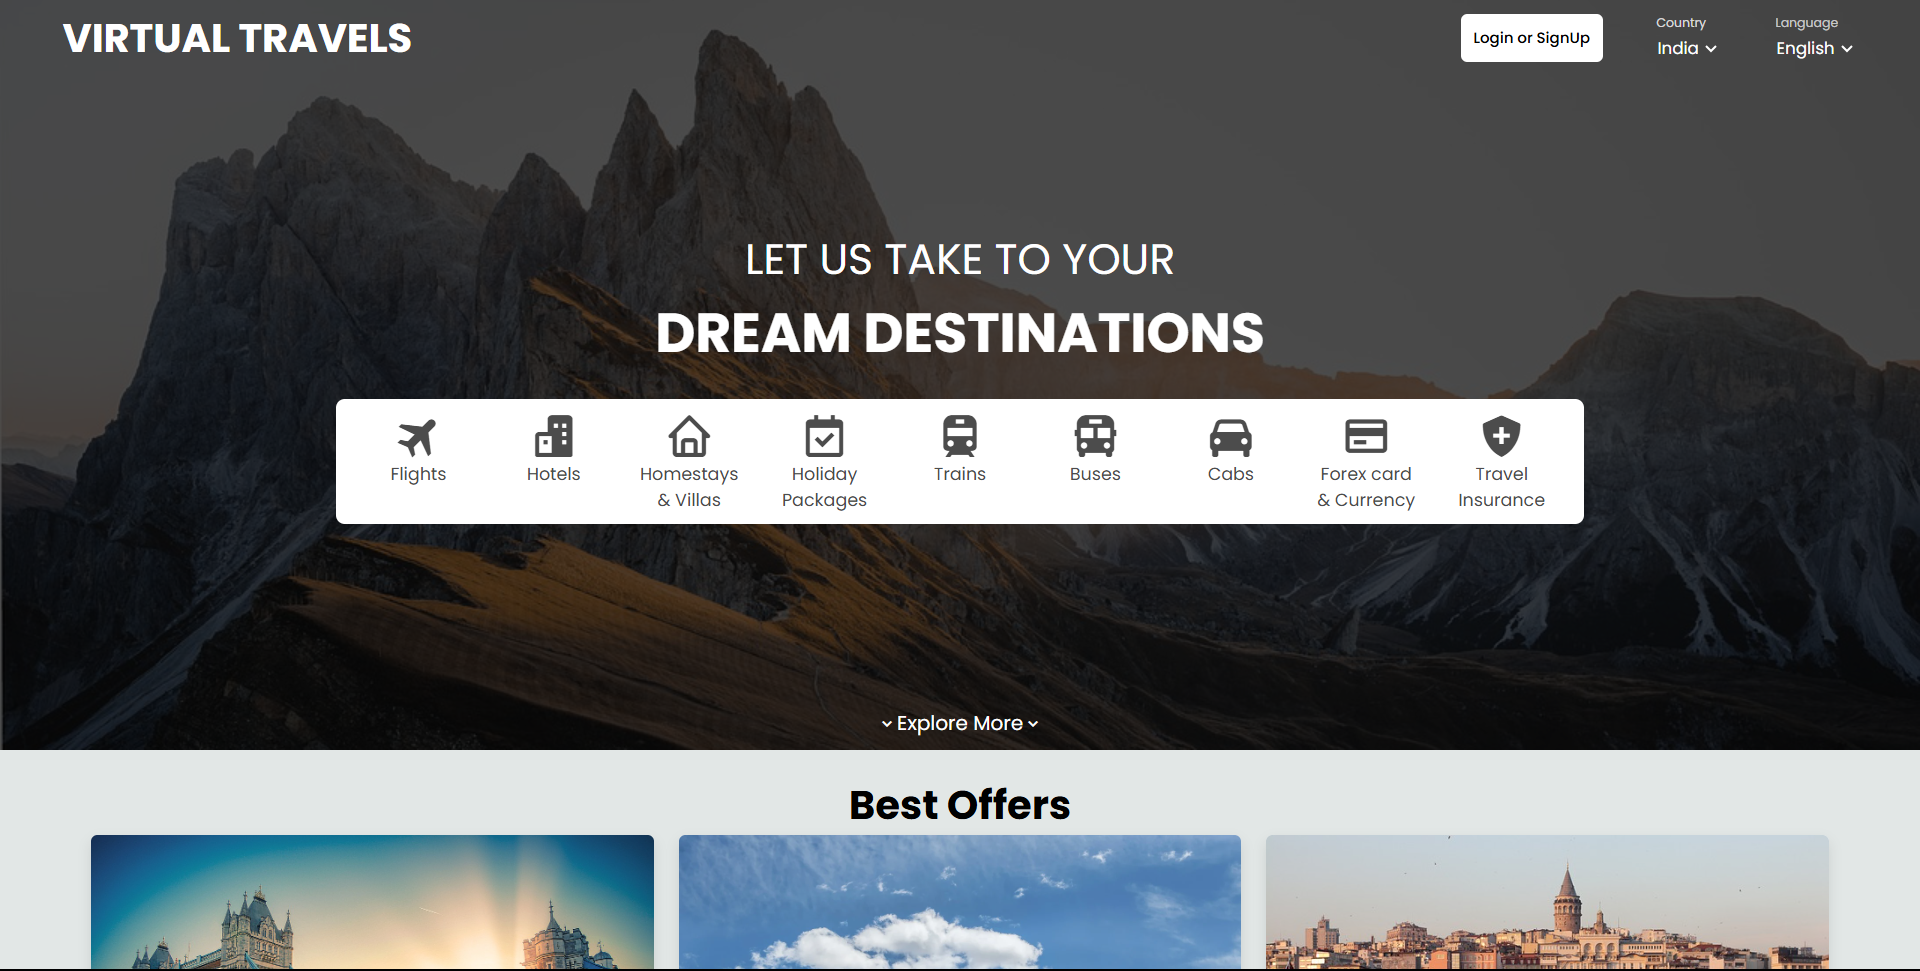 VIRTUAL TRAVELS
Login or SignUp
Country
India
Language
English
LET US TAKE TO YOUR
DREAM DESTINATIONS
Flights
Hotels
Homestays
& Villas
Holiday
Packages
Trains
Buses
Cabs
Forex card
& Currency
Travel
Insurance
Explore More
Best Offers